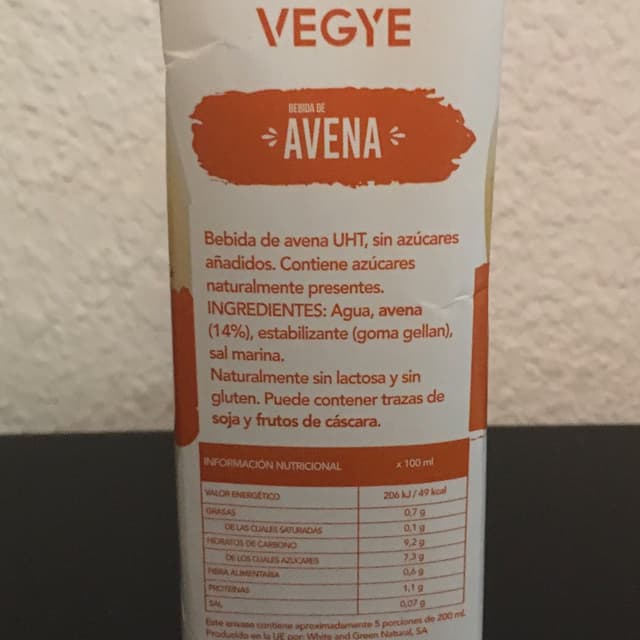 VEGYE
BEBIDA DE
AVENA
Bebida de avena UHT, sin azúcares
añadidos. Contiene azúcares
naturalmente presentes.
INGREDIENTES: Agua, avena
(14%), estabilizante (goma gellan),
sal marina.
Naturalmente sin lactosa y sin
gluten. Puede contener trazas de
soja y frutos de cáscara.
INFORMACIÓN NUTRICIONAL x 100 ml
VALOR ENERGÉTICO 206 kJ / 49 kcal
GRASAS 0,7 g
DE LAS CUALES SATURADAS 0,1 g
HIDRATOS DE CARBONO 9,2 g
DE LOS CUALES AZÚCARES 7,3 g
FIBRA ALIMENTARIA 0,6 g
PROTEÍNAS 1,1 g
SAL 0,07 g
Este envase contiene aproximadamente 5 porciones de 200 ml.
Producido en la UE por: White and Green Natural, SA